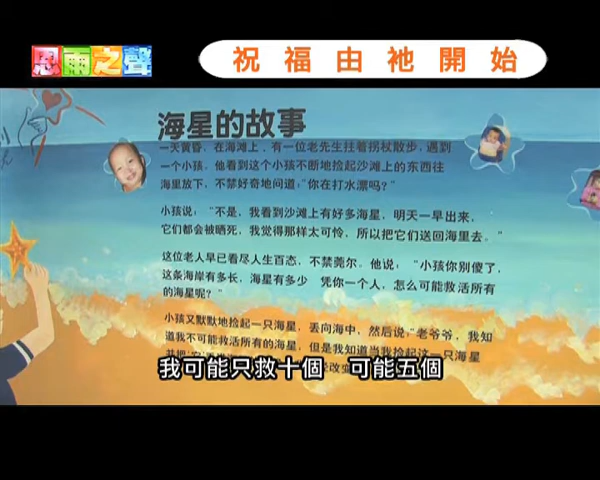 恩雨之聲
祝福由祂開始
海星的故事
一天黄昏，在海滩上，有一位老先生拄着拐杖散步，遇到
一个小孩，他看到这个小孩不断地捡起沙滩上的东西往
海里放下，不禁好奇地问道："你在打水漂吗？"
小孩说："不是，我看到沙滩上有好多海星，明天一早出来，
它们都会被晒死，我觉得那样太可怜，所以把它们送回海里去。"
这位老人早已看尽人生百态，不禁莞尔。他说："小孩你别傻了，
这条海岸有多长，海星有多少 凭你一个人，怎么可能救活所有
的海星呢？"
小孩又默默地捡起一只海星，丢向海中，然后说："老爷爷，我知
道我不可能救活所有的海星，但是我知道当我捡起这一只海星
我可能只救十個 可能五個